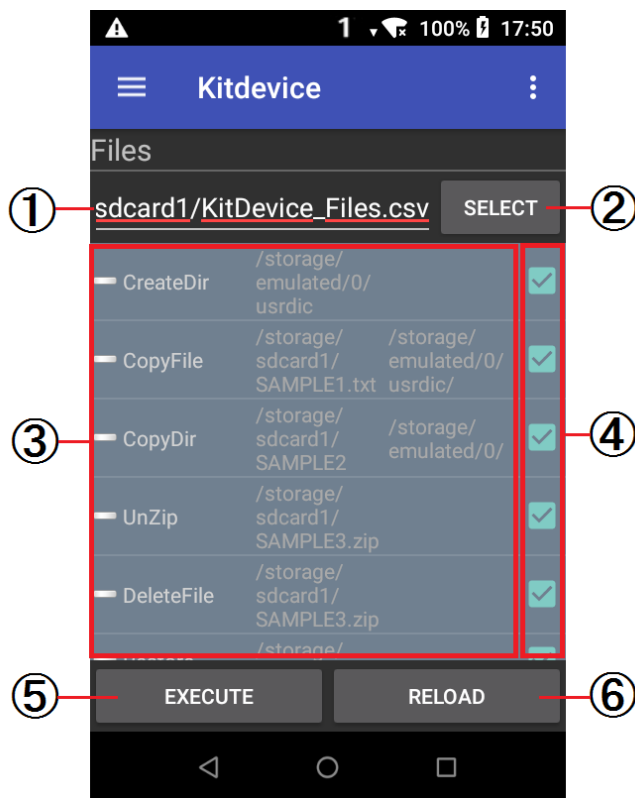 1 100% 17:50
Kitdevice
Files
① sdcard1/KitDevice_Files.csv SELECT ②
/storage/
CreateDir emulated/0/
usrdic
/storage/ /storage/
CopyFile sdcard1/ emulated/0/
SAMPLE1.txt usrdic/
④
/storage/
/storage/
③ CopyDir sdcard1/
emulated/0/
SAMPLE2
/storage/
UnZip sdcard1/
SAMPLE3.zip
/storage/
DeleteFile sdcard1/
SAMPLE3.zip
/storage/
⑤ EXECUTE RELOAD ⑥